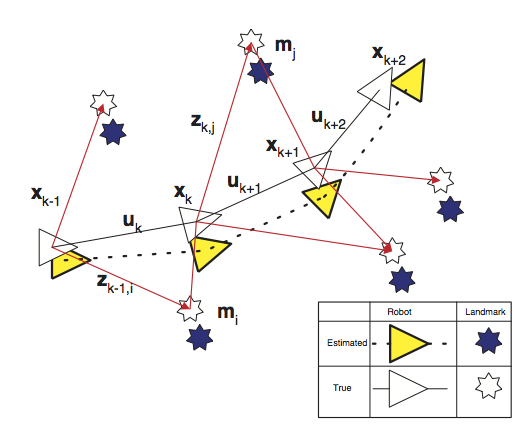 m_j
x_{k+2}
z_{k,j}
u_{k+2}
x_{k+1}
x_{k-1}
x_k
u_{k+1}
u_k
z_{k-1,i}
m_i
Robot Landmark
Estimated
True